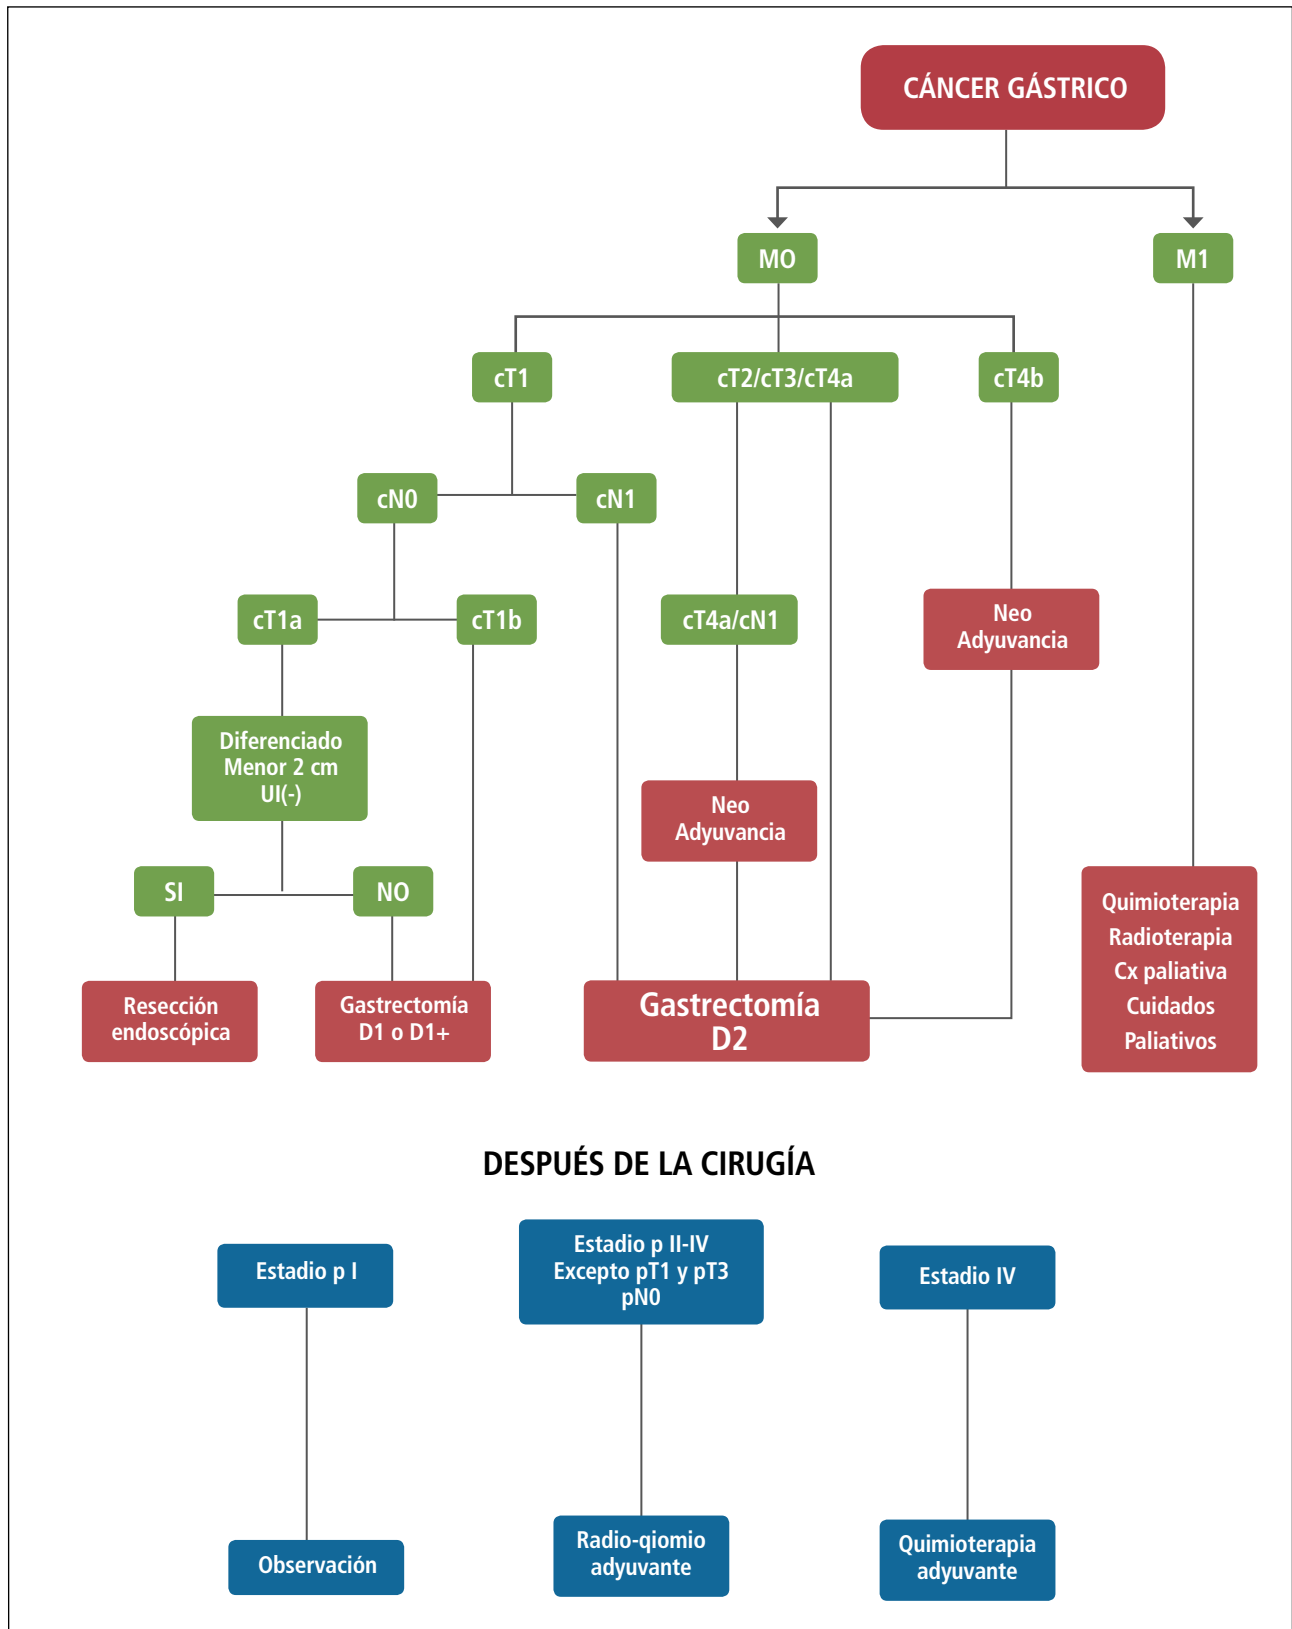 CÁNCER GÁSTRICO
MO
M1
cT1
cT2/cT3/cT4a
cT4b
cN0
cN1
cT1a
cT1b
cT4a/cN1
Neo
Adyuvancia
Diferenciado
Menor 2 cm
UI(-)
Neo
Adyuvancia
SI
NO
Quimioterapia
Radioterapia
Cx paliativa
Cuidados
Paliativos
Resección
endoscópica
Gastrectomía
D1 o D1+
Gastrectomía
D2
DESPUÉS DE LA CIRUGÍA
Estadio p I
Estadio p II-IV
Excepto pT1 y pT3
pN0
Estadio IV
Observación
Radio-qiomio
adyuvante
Quimioterapia
adyuvante